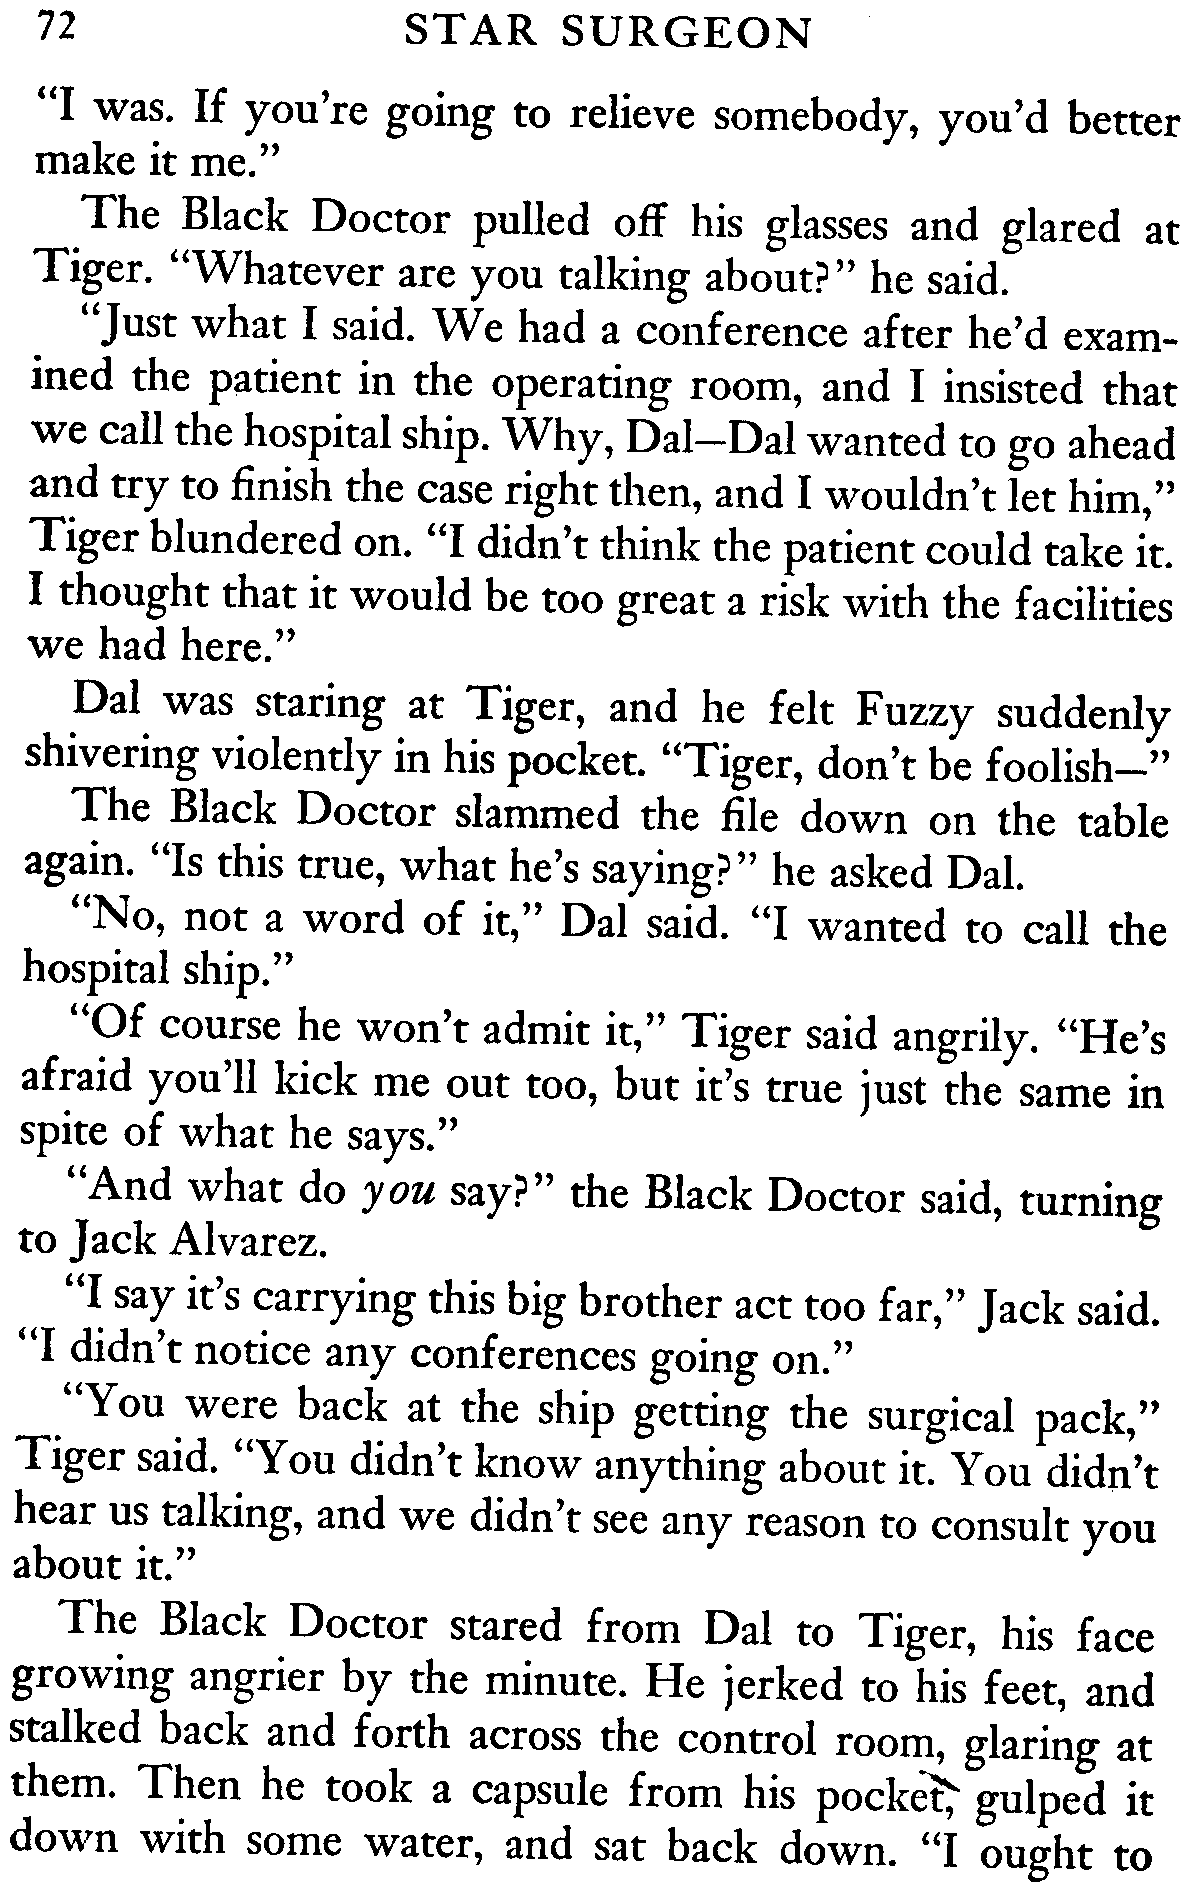 72 STAR SURGEON
“I was. If you’re going to relieve somebody, you’d better
make it me.”
The Black Doctor pulled off his glasses and glared at
Tiger. “Whatever are you talking about?” he said.
“Just what I said. We had a conference after he’d exam-
ined the patient in the operating room, and I insisted that
we call the hospital ship. Why, Dal—Dal wanted to go ahead
and try to finish the case right then, and I wouldn’t let him,”
Tiger blundered on. “I didn’t think the patient could take it.
I thought that it would be too great a risk with the facilities
we had here.”
Dal was staring at Tiger, and he felt Fuzzy suddenly
shivering violently in his pocket. “Tiger, don’t be foolish—”
The Black Doctor slammed the file down on the table
again. “Is this true, what he’s saying?” he asked Dal.
“No, not a word of it,” Dal said. “I wanted to call the
hospital ship.”
“Of course he won’t admit it,” Tiger said angrily. “He’s
afraid you’ll kick me out too, but it’s true just the same in
spite of what he says.”
“And what do you say?” the Black Doctor said, turning
to Jack Alvarez.
“I say it’s carrying this big brother act too far,” Jack said.
“I didn’t notice any conferences going on.”
“You were back at the ship getting the surgical pack,”
Tiger said. “You didn’t know anything about it. You didn’t
hear us talking, and we didn’t see any reason to consult you
about it.”
The Black Doctor stared from Dal to Tiger, his face
growing angrier by the minute. He jerked to his feet, and
stalked back and forth across the control room, glaring at
them. Then he took a capsule from his pocket, gulped it
down with some water, and sat back down. “I ought to